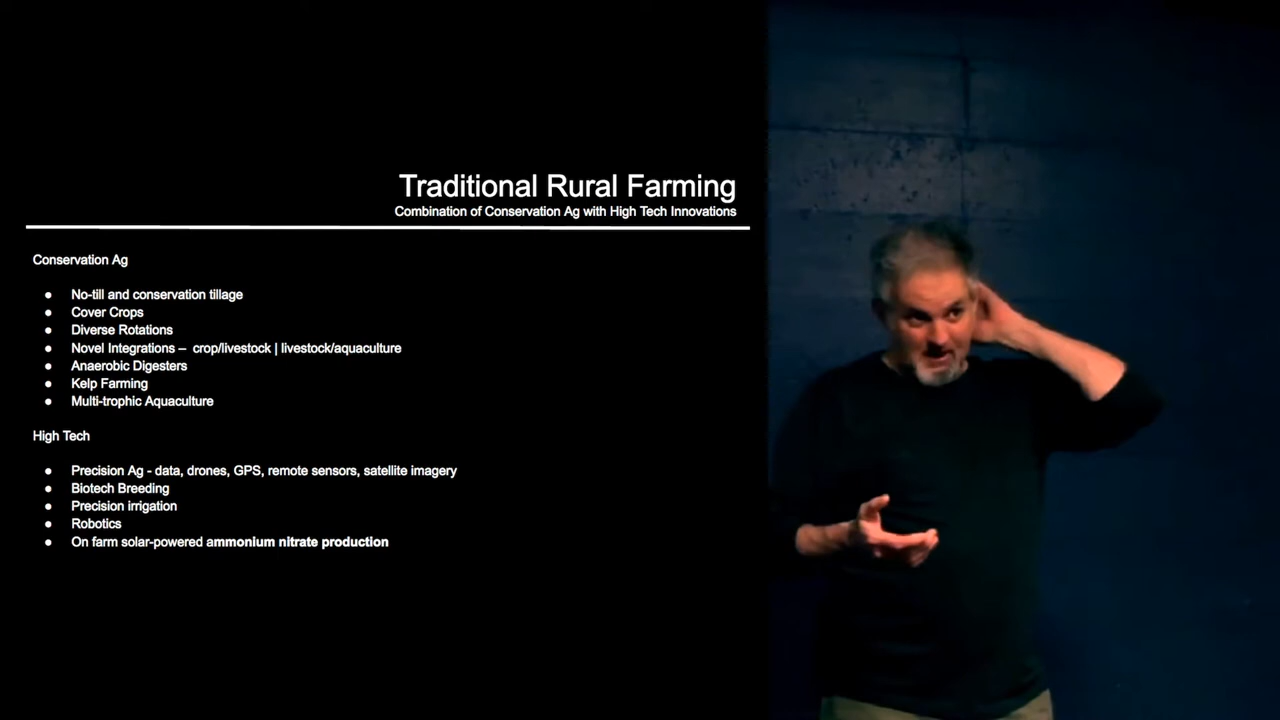 Traditional Rural Farming
Combination of Conservation Ag with High Tech Innovations
Conservation Ag
● No-till and conservation tillage
● Cover Crops
● Diverse Rotations
● Novel Integrations – crop/livestock | livestock/aquaculture
● Anaerobic Digesters
● Kelp Farming
● Multi-trophic Aquaculture
High Tech
● Precision Ag - data, drones, GPS, remote sensors, satellite imagery
● Biotech Breeding
● Precision irrigation
● Robotics
● On farm solar-powered ammonium nitrate production